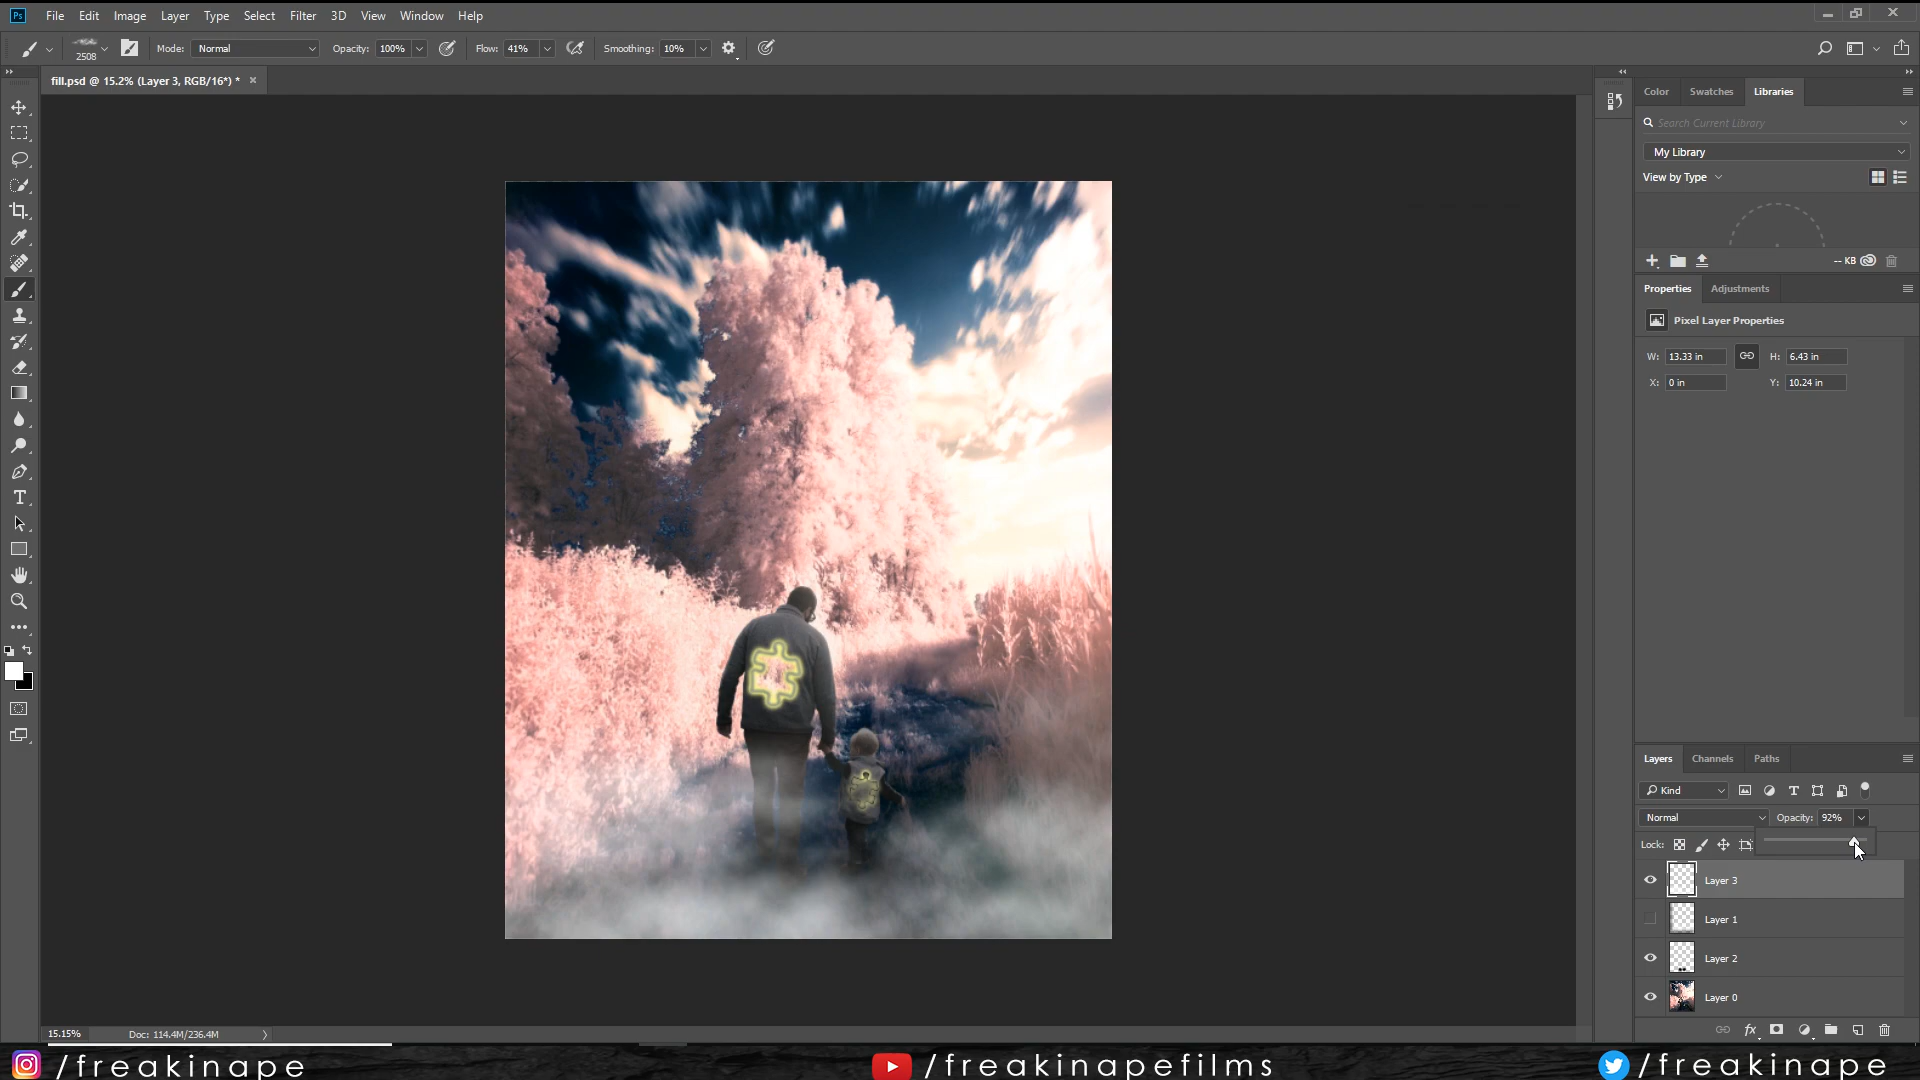 Ps File Edit Image Layer Type Select Filter 3D View Window Help
2508 Mode: Normal Opacity: 100% Flow: 41% Smoothing: 10%
fill.psd @ 15.2% (Layer 3, RGB/16*) *
Color Swatches Libraries
Search Current Library
My Library
View by Type
-- KB
Properties Adjustments
Pixel Layer Properties
W: 13.33 in H: 6.43 in
X: 0 in Y: 10.24 in
Layers Channels Paths
Kind
Normal Opacity: 92%
Lock:
Layer 3
Layer 1
Layer 2
Layer 0
fx
15.15% Doc: 114.4M/236.4M
/freakinape /freakinapefilms /freakinape